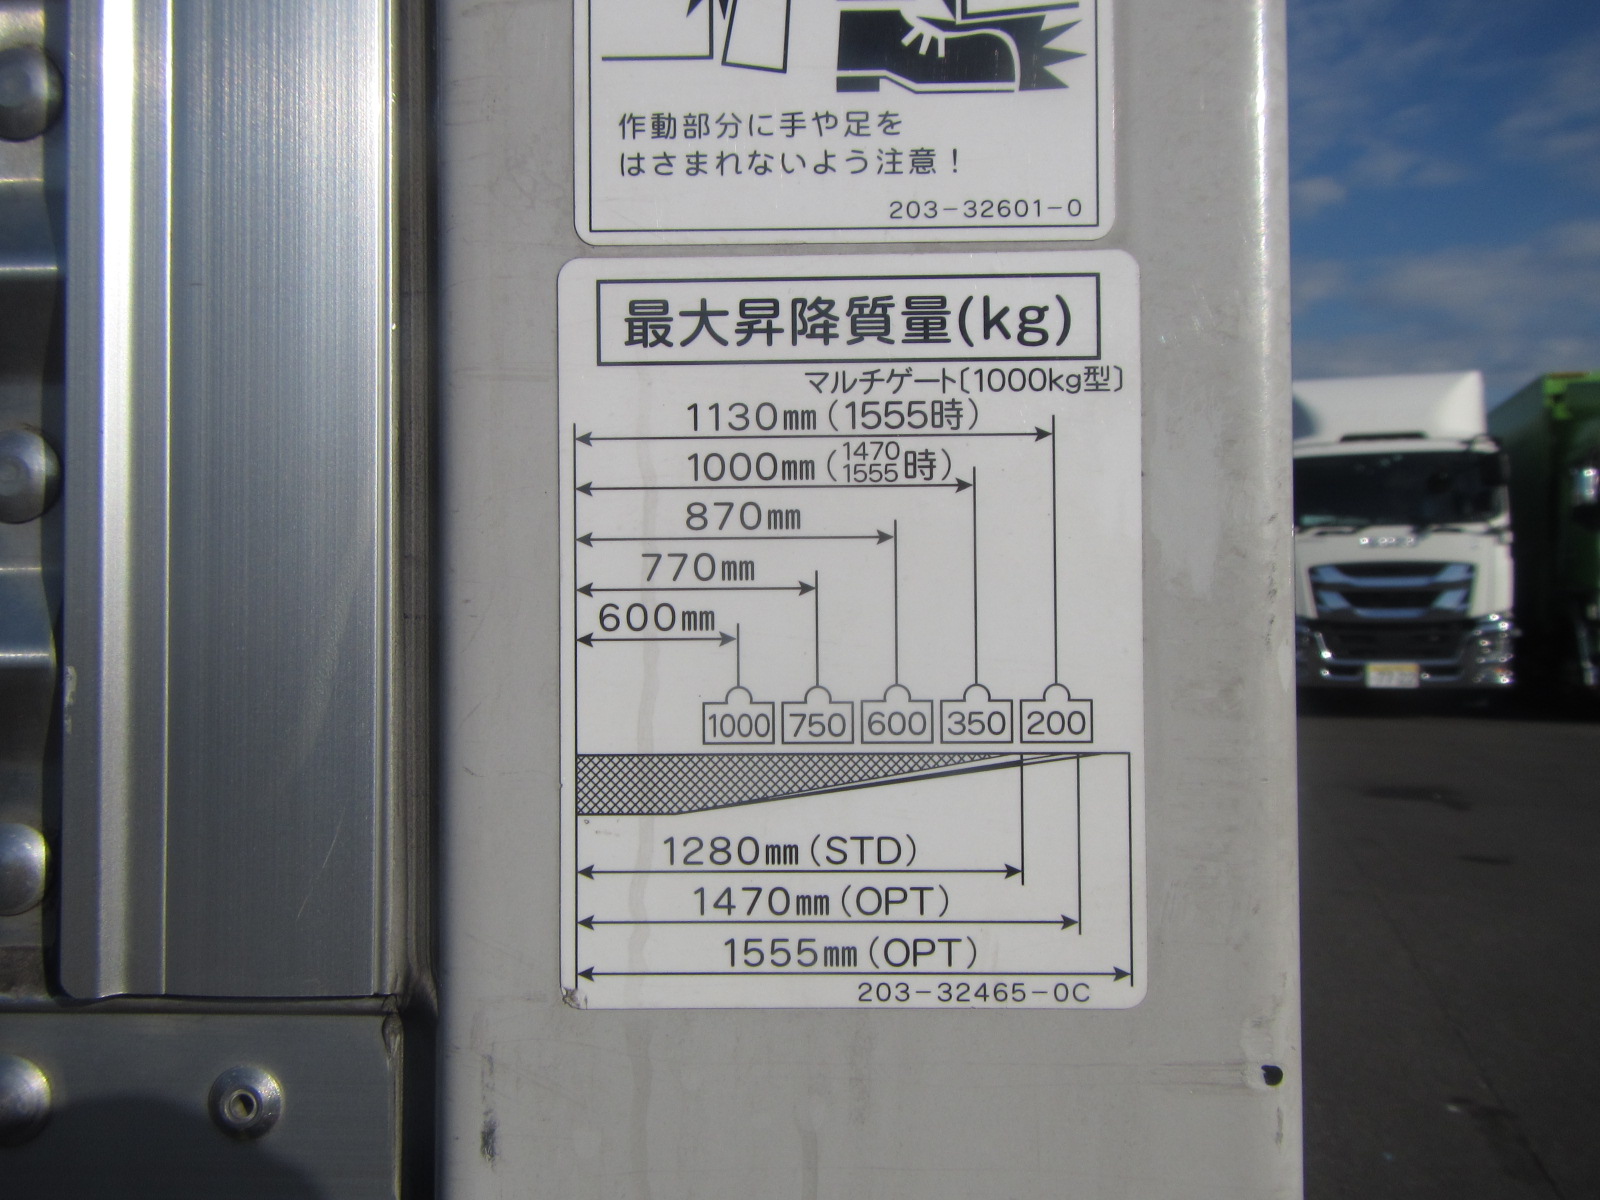 作動部分に手や足を
はさまれないよう注意！
203-32601-0
最大昇降質量(kg)
マルチゲート〔1000kg型〕
1130㎜（1555時）
1000㎜（1470
1555時）
870㎜
770㎜
600㎜
1000 750 600 350 200
1280㎜（STD）
1470㎜（OPT）
1555㎜（OPT）
203-32465-0C